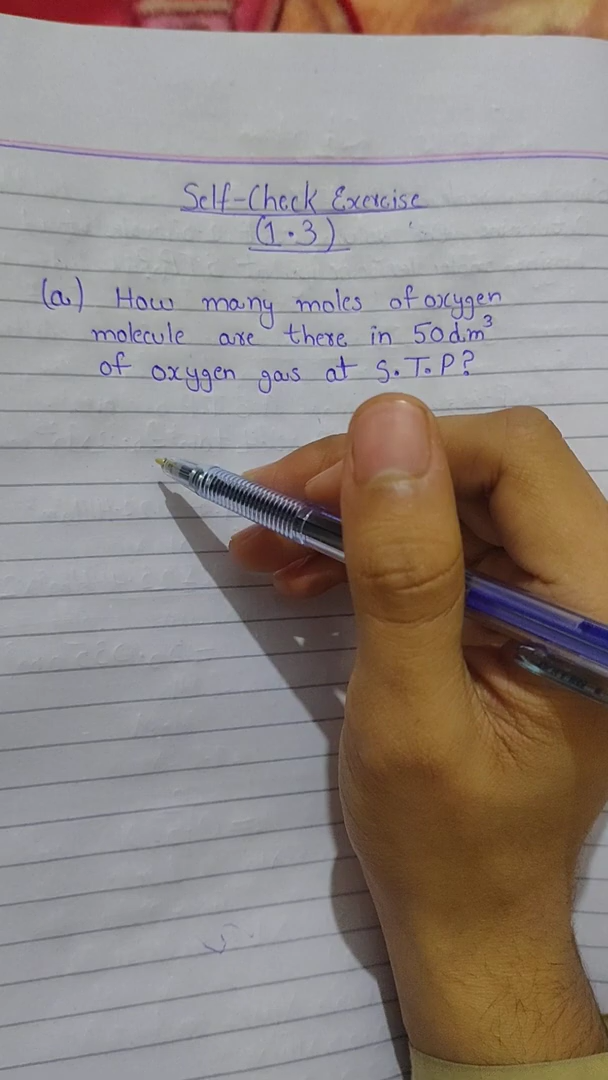 Self-Check Exercise
(1.3)
(a) How many moles of oxygen
molecule are there in 50dm³
of oxygen gas at S.T.P?